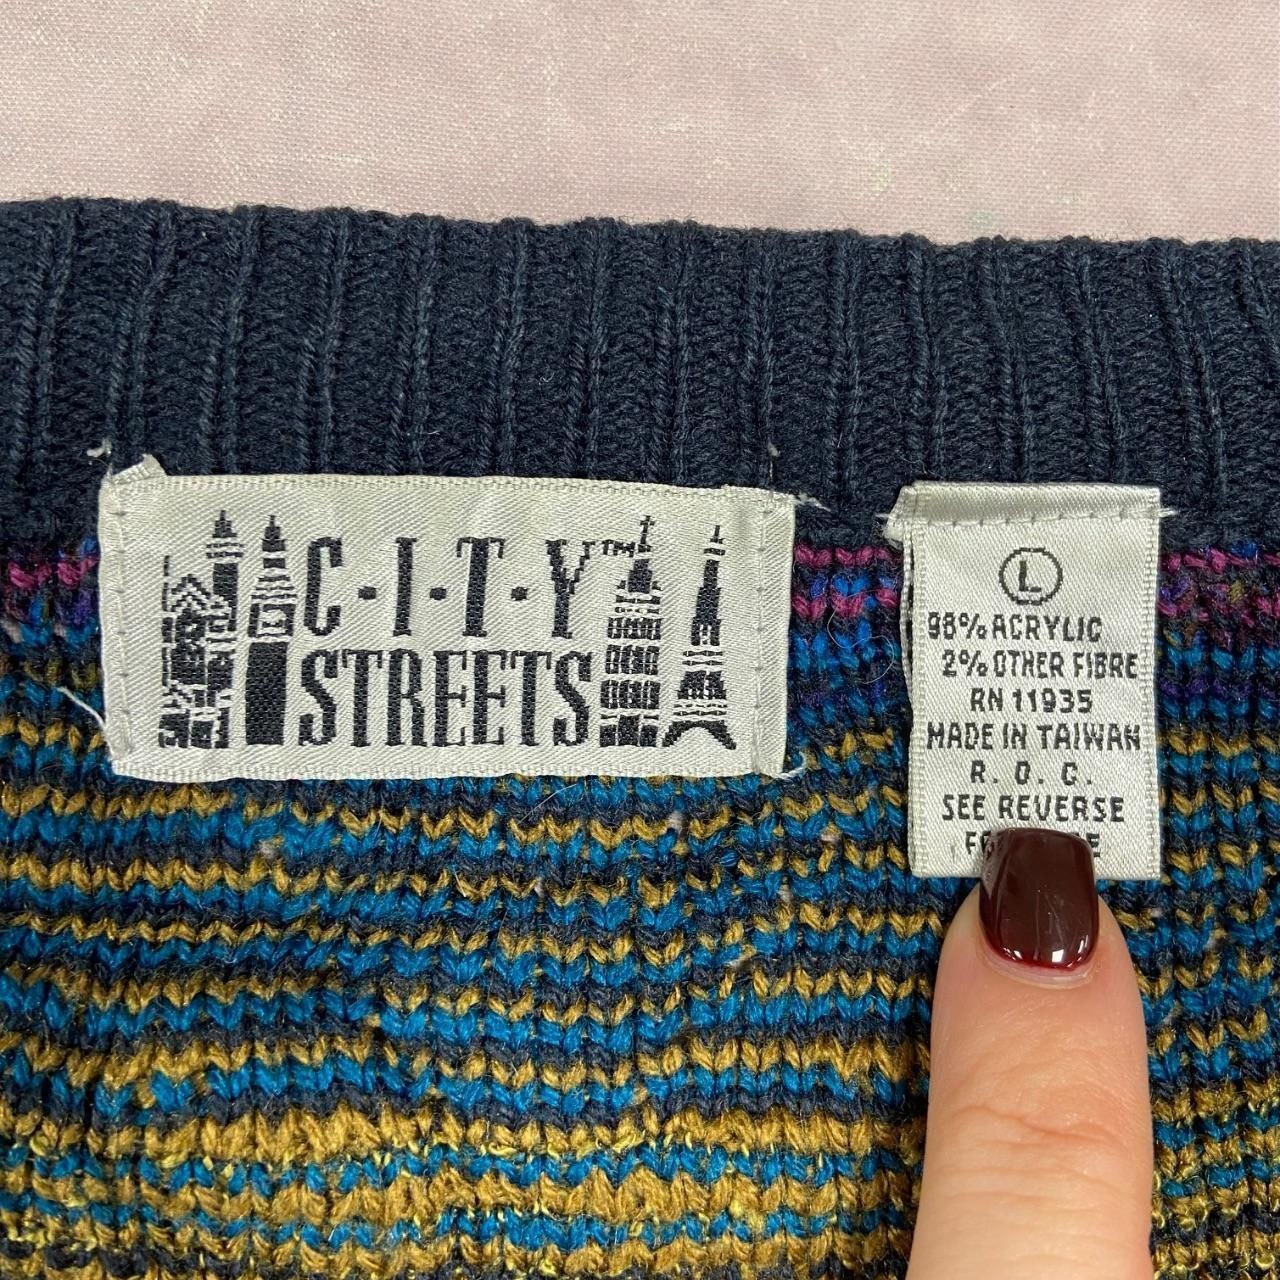 C·I·T·Y™
STREETS
L
98% ACRYLIC
2% OTHER FIBRE
RN 11935
MADE IN TAIWAN
R. O. C.
SEE REVERSE